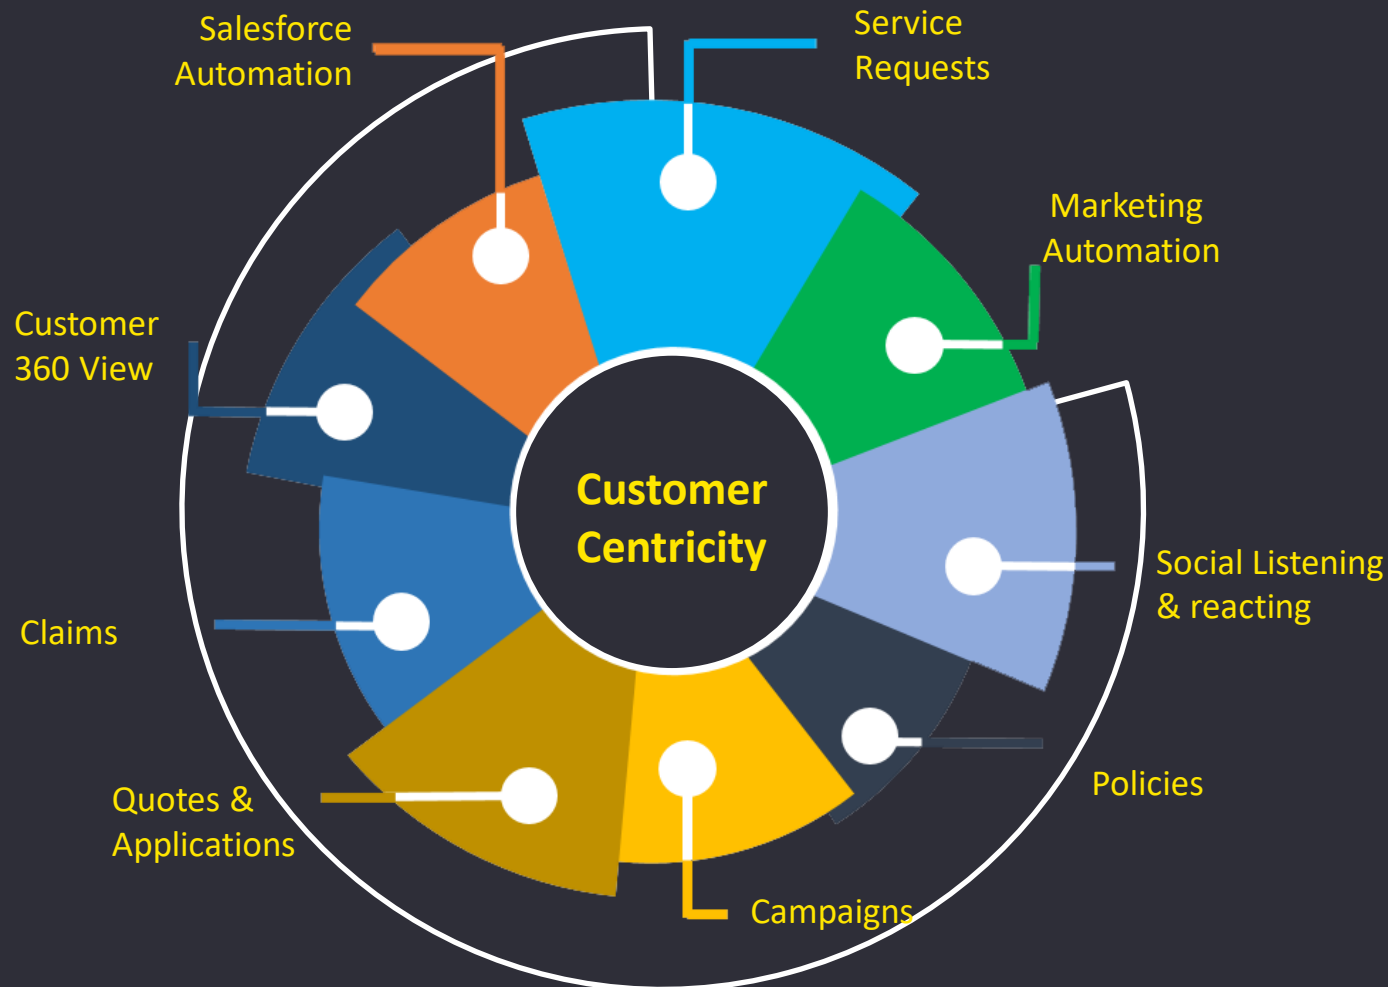 Salesforce
Automation
Service
Requests
Marketing
Automation
Customer
360 View
Customer
Centricity
Social Listening
& reacting
Claims
Policies
Quotes &
Applications
Campaigns